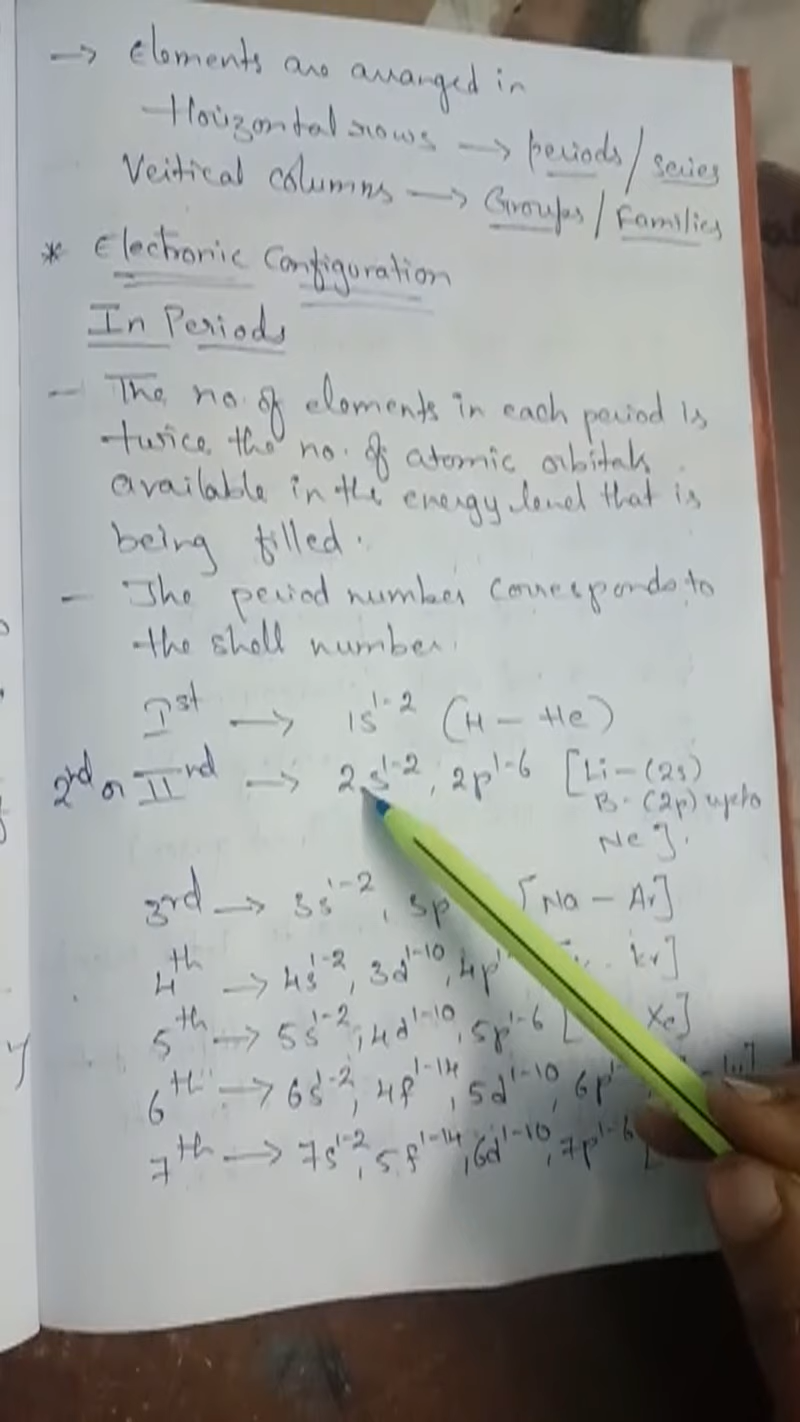 → Elements are arranged in
Horizontal rows → periods/series
Vertical columns → Groups/Families
* Electronic Configuration
In Periods
- The no. of elements in each period is
twice the no. of atomic orbitals
available in the energy level that is
being filled.
- The period number corresponds to
the shell number.
Ist → 1s1-2 (H - He)
2nd or IIrd → 2s1-2, 2p1-6 [Li-(2s)
B-(2p) upto
Ne].
3rd → 3s1-2, 3p [Na - Ar]
4th → 4s1-2, 3d1-10, 4p1- Kr]
5th → 5s1-2, 4d1-10, 5p1-6 [ Xe]
6th → 6s1-2, 4f1-14, 5d1-10, 6p1-
7th → 7s1-2, 5f1-14, 6d1-10, 7p1-6 [